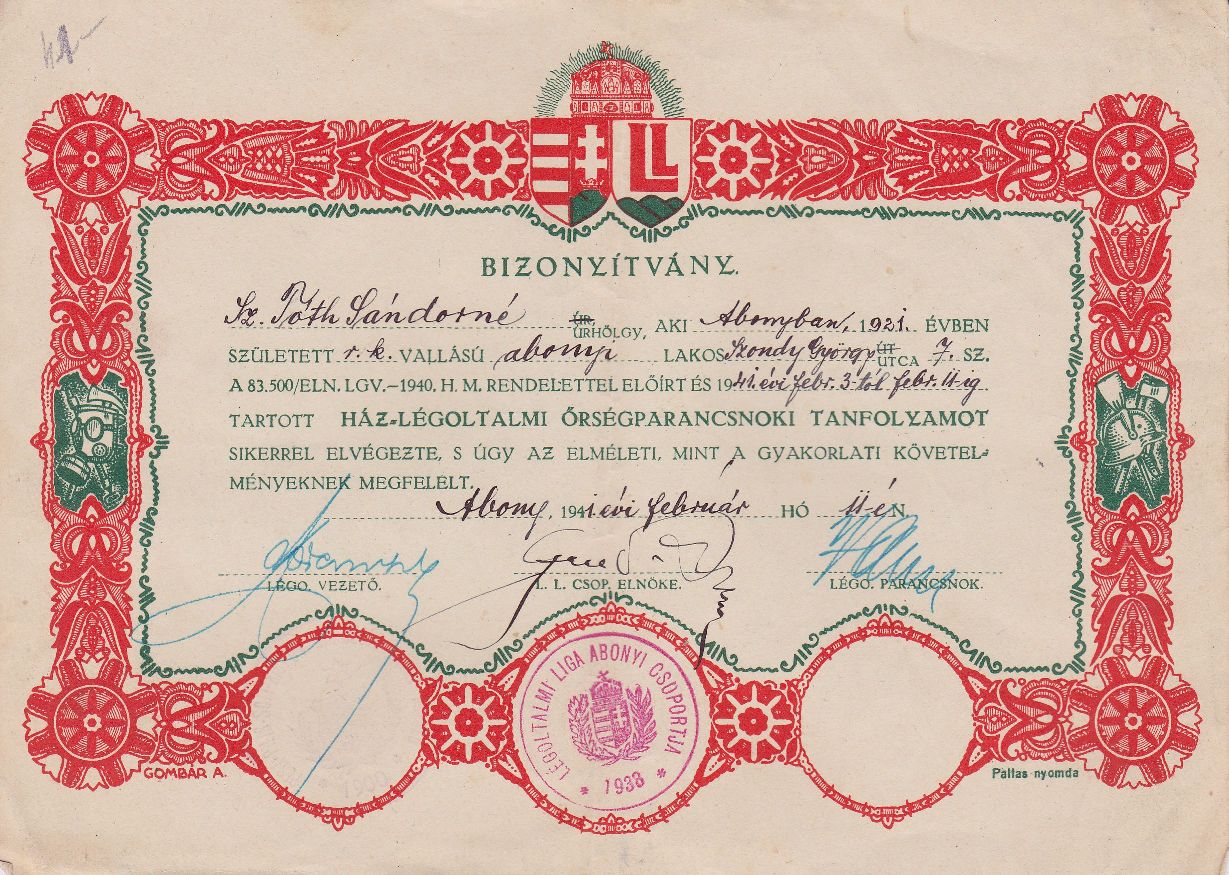 LL
BIZONYÍTVÁNY.
Sz. Tóth Sándorné ÚR, ÚRHÖLGY, AKI Abonyban, 1921. ÉVBEN
SZÜLETETT r. k. VALLÁSÚ abonyi LAKOS Szondy György ÚT UTCA 7. SZ.
A 83.500/ELN. LGV.–1940. H. M. RENDELETTEL ELŐÍRT ÉS 1941. évi febr. 3-tól febr. 11-ig
TARTOTT HÁZ-LÉGOLTALMI ŐRSÉGPARANCSNOKI TANFOLYAMOT
SIKERREL ELVÉGEZTE, S ÚGY AZ ELMÉLETI, MINT A GYAKORLATI KÖVETEL-
MÉNYEKNEK MEGFELELT.
Abony, 1941 évi február HÓ 11-én.
LÉGO. VEZETŐ. L. L. CSOP. ELNÖKE. LÉGO. PARANCSNOK.
LÉGOLTALMI LIGA ABONYI CSOPORTJA
* 1938 *
GOMBÁR A. Pallas nyomda